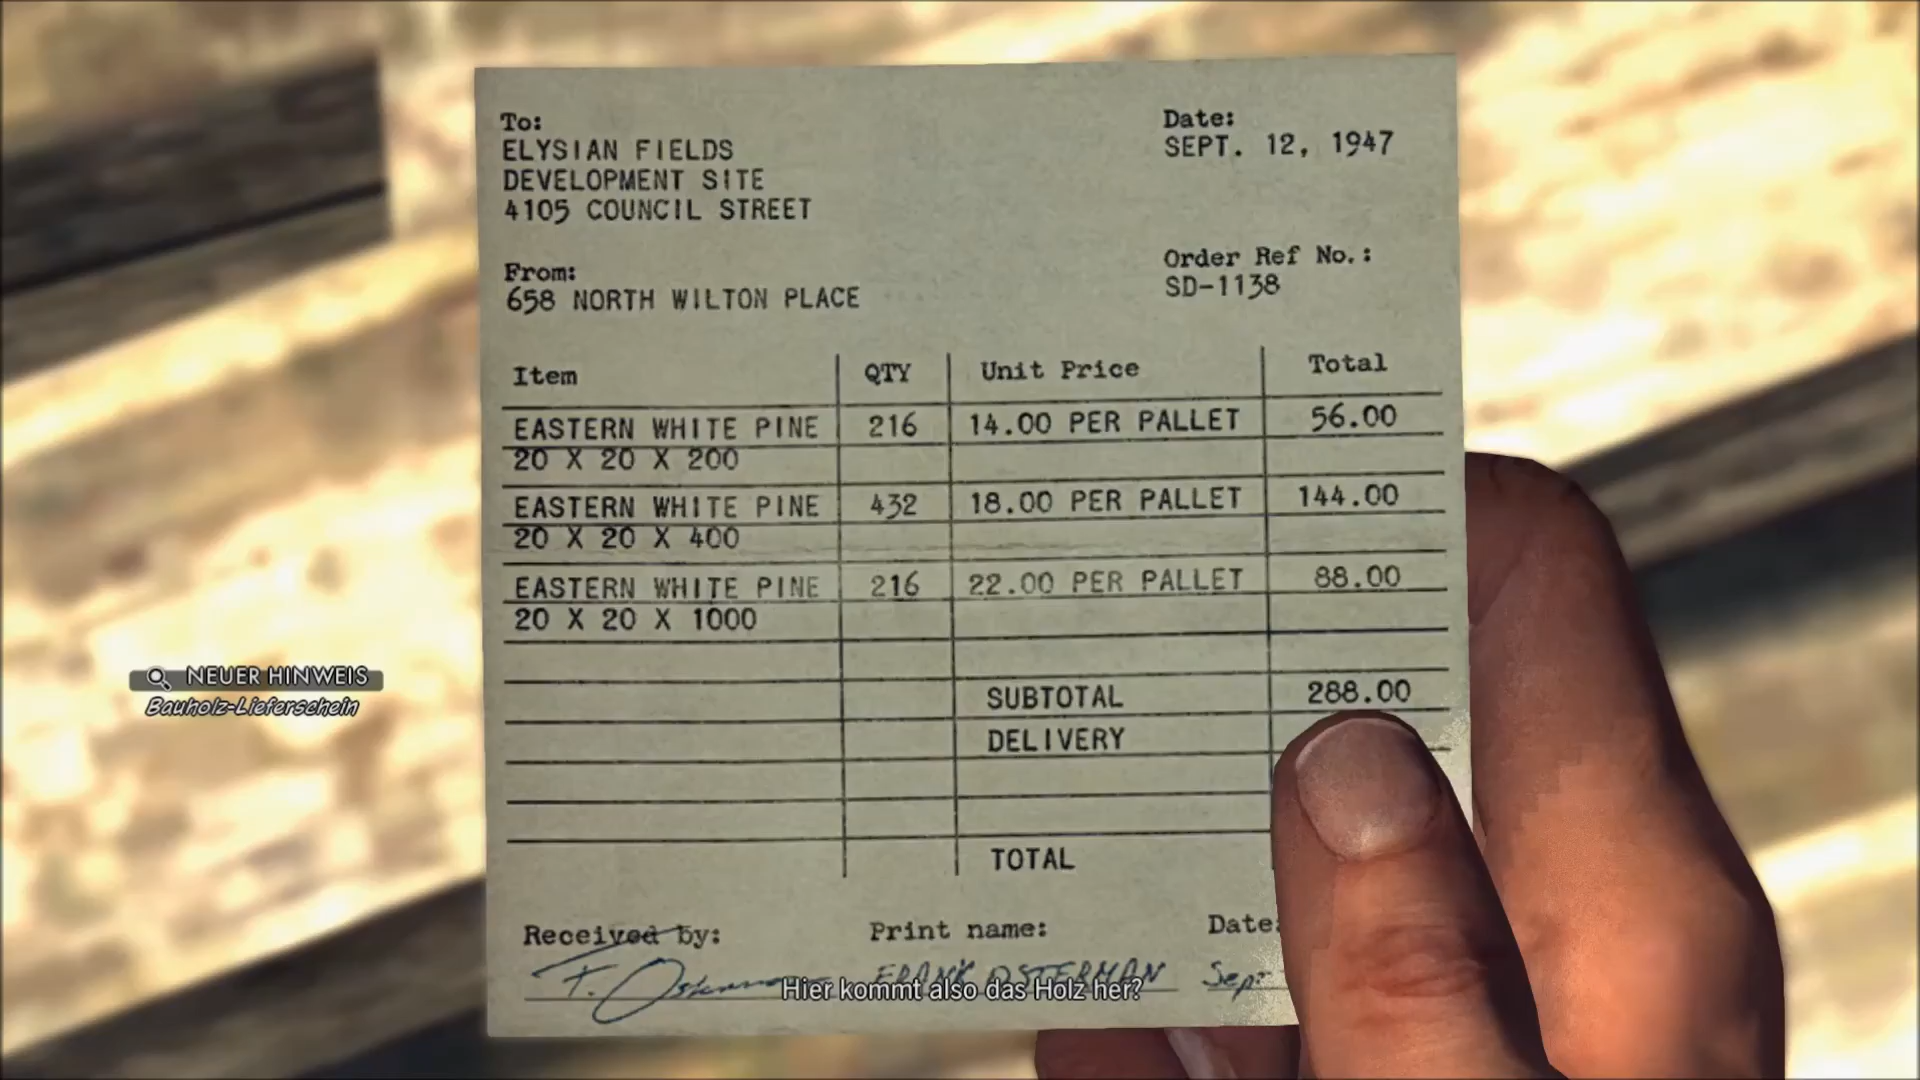 To:
ELYSIAN FIELDS
DEVELOPMENT SITE
4105 COUNCIL STREET
Date:
SEPT. 12, 1947
From:
658 NORTH WILTON PLACE
Order Ref No.:
SD-1138
Item QTY Unit Price Total
EASTERN WHITE PINE 216 14.00 PER PALLET 56.00
20 X 20 X 200
EASTERN WHITE PINE 432 18.00 PER PALLET 144.00
20 X 20 X 400
EASTERN WHITE PINE 216 22.00 PER PALLET 88.00
20 X 20 X 1000
NEUER HINWEIS
Bauholz-Lieferschein
SUBTOTAL 288.00
DELIVERY
TOTAL
Received by: Print name: Date:
F. Osterman FRANK OSTERMAN Sep
Hier kommt also das Holz her?